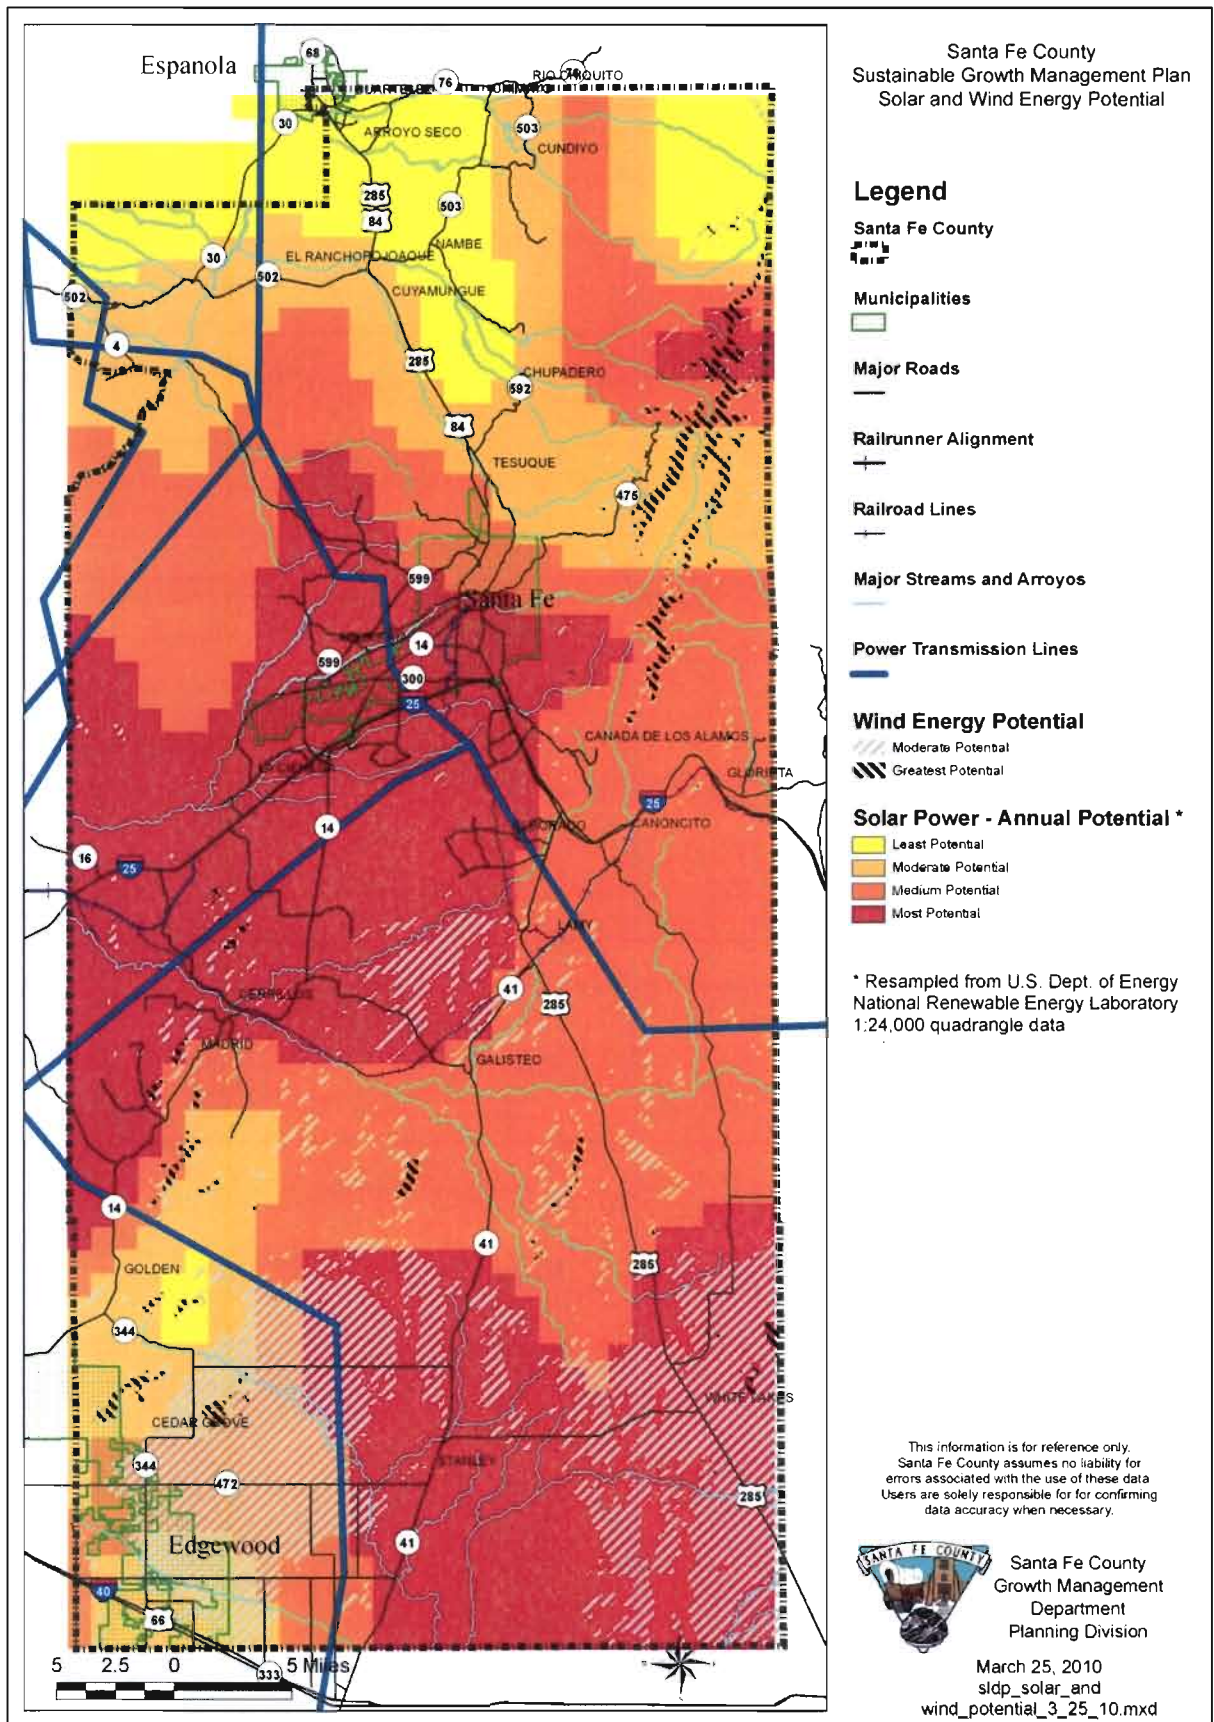 Santa Fe County
Sustainable Growth Management Plan
Solar and Wind Energy Potential
Legend
Santa Fe County
Municipalities
Major Roads
Railrunner Alignment
Railroad Lines
Major Streams and Arroyos
Power Transmission Lines
Wind Energy Potential
Moderate Potential
Greatest Potential
Solar Power - Annual Potential *
Least Potential
Moderate Potential
Medium Potential
Most Potential
* Resampled from U.S. Dept. of Energy
National Renewable Energy Laboratory
1:24,000 quadrangle data
This information is for reference only.
Santa Fe County assumes no liability for
errors associated with the use of these data
Users are solely responsible for for confirming
data accuracy when necessary.
SANTA FE COUNTY
Santa Fe County
Growth Management
Department
Planning Division
March 25, 2010
sldp_solar_and
wind_potential_3_25_10.mxd
Espanola
68
76
RIO CHIQUITO
30
ARROYO SECO
503
CUNDIYO
285
84
503
NAMBE
30
EL RANCHO
POJOAQUE
502
502
CUYAMUNGUE
4
285
CHUPADERO
592
84
TESUQUE
475
599
Santa Fe
14
599
300
25
CANADA DE LOS ALAMOS
GLORIETA
25
14
CANONCITO
16
25
LAMY
41
285
CERRILLOS
MADRID
GALISTEO
14
41
285
GOLDEN
344
WHITE LAKES
CEDAR GROVE
344
472
STANLEY
285
Edgewood
41
40
66
333
5 2.5 0 5 Miles